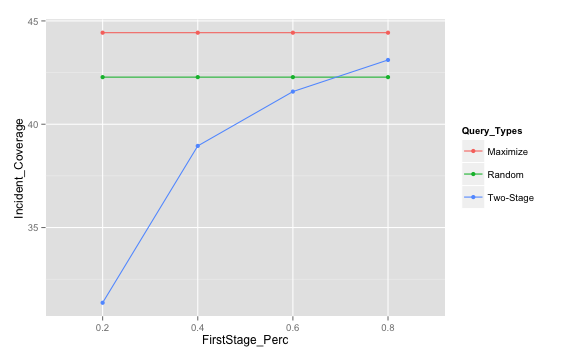 45
40
35
Incident_Coverage
0.2 0.4 0.6 0.8
FirstStage_Perc
Query_Types
Maximize
Random
Two-Stage